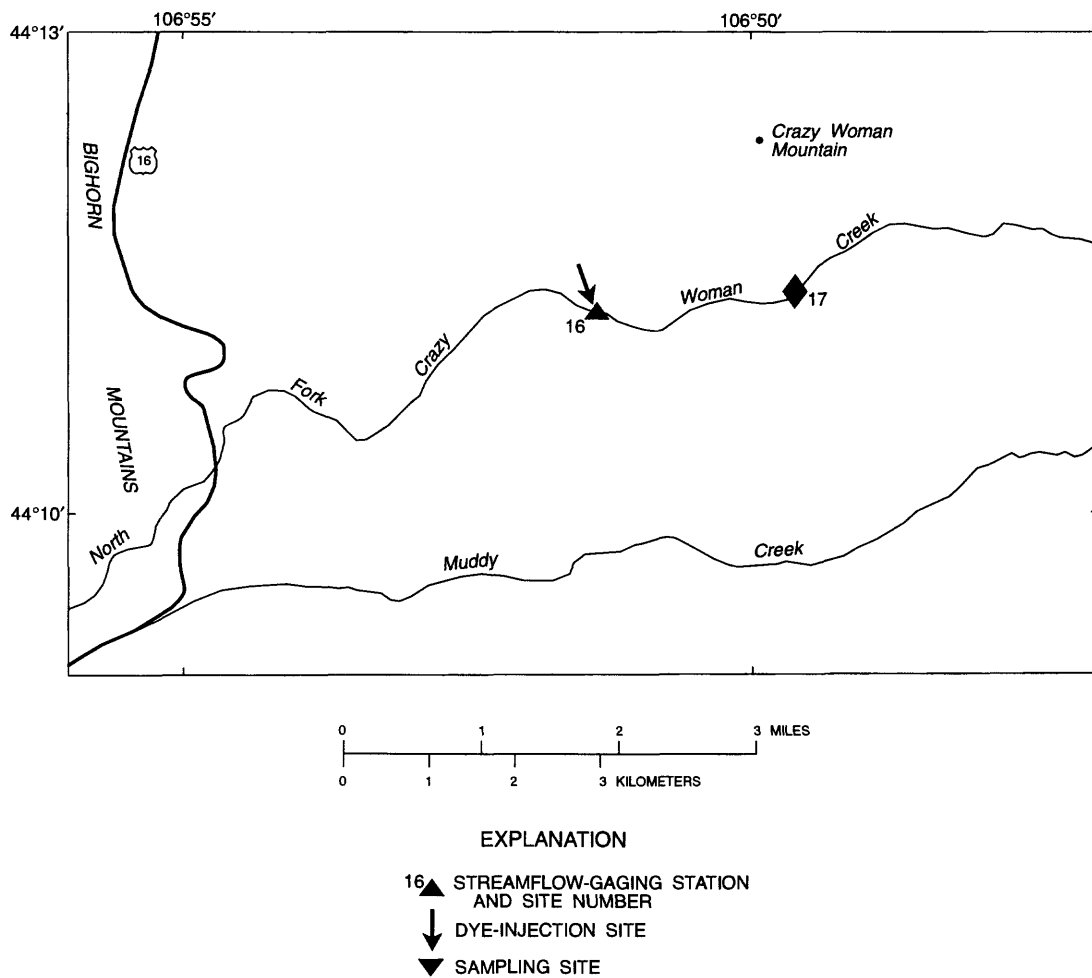 106°55′
106°50′
44°13′
BIGHORN
16
Crazy Woman
Mountain
Creek
Woman
17
16
Crazy
Fork
MOUNTAINS
44°10′
North
Muddy
Creek
0 1 2 3 MILES
0 1 2 3 KILOMETERS
EXPLANATION
16 STREAMFLOW-GAGING STATION
AND SITE NUMBER
DYE-INJECTION SITE
SAMPLING SITE